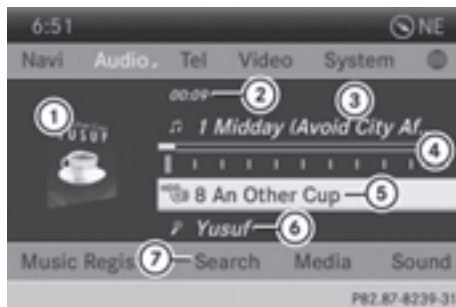 6:51 NE
Navi Audio Tel Video System
1 2 3
00:09
YUSUF
1 Midday (Avoid City Af...
4
8 An Other Cup 5
Yusuf 6
Music Regis 7 Search Media Sound
P82.87-8239-31